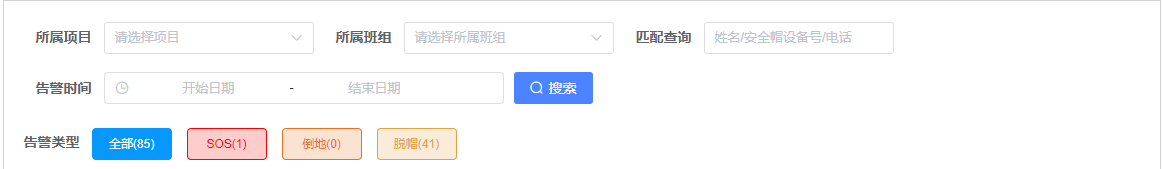 所属项目 请选择项目 所属班组 请选择所属班组 匹配查询 姓名/安全帽设备号/电话
告警时间 开始日期 - 结束日期 搜索
告警类型 全部(85) SOS(1) 倒地(0) 脱帽(41)